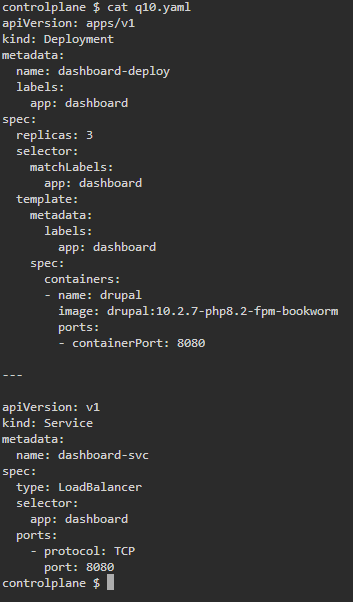 controlplane $ cat q10.yaml
apiVersion: apps/v1
kind: Deployment
metadata:
  name: dashboard-deploy
  labels:
    app: dashboard
spec:
  replicas: 3
  selector:
    matchLabels:
      app: dashboard
  template:
    metadata:
      labels:
        app: dashboard
    spec:
      containers:
      - name: drupal
        image: drupal:10.2.7-php8.2-fpm-bookworm
        ports:
        - containerPort: 8080

---

apiVersion: v1
kind: Service
metadata:
  name: dashboard-svc
spec:
  type: LoadBalancer
  selector:
    app: dashboard
  ports:
    - protocol: TCP
      port: 8080
controlplane $